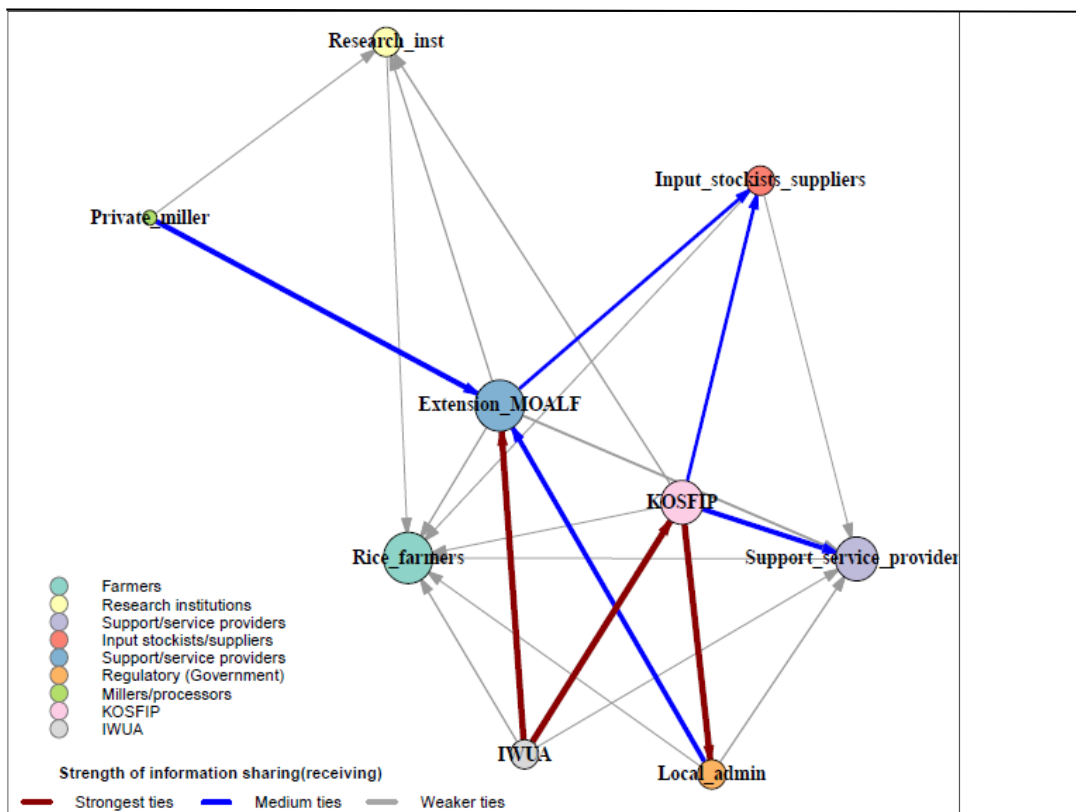 Research_inst
Input_stockists_suppliers
Private_miller
Extension_MOALF
KOSFIP
Rice_farmers
Support_service_provider
IWUA
Local_admin
Farmers
Research institutions
Support/service providers
Input stockists/suppliers
Support/service providers
Regulatory (Government)
Millers/processors
KOSFIP
IWUA
Strength of information sharing(receiving)
Strongest ties Medium ties Weaker ties